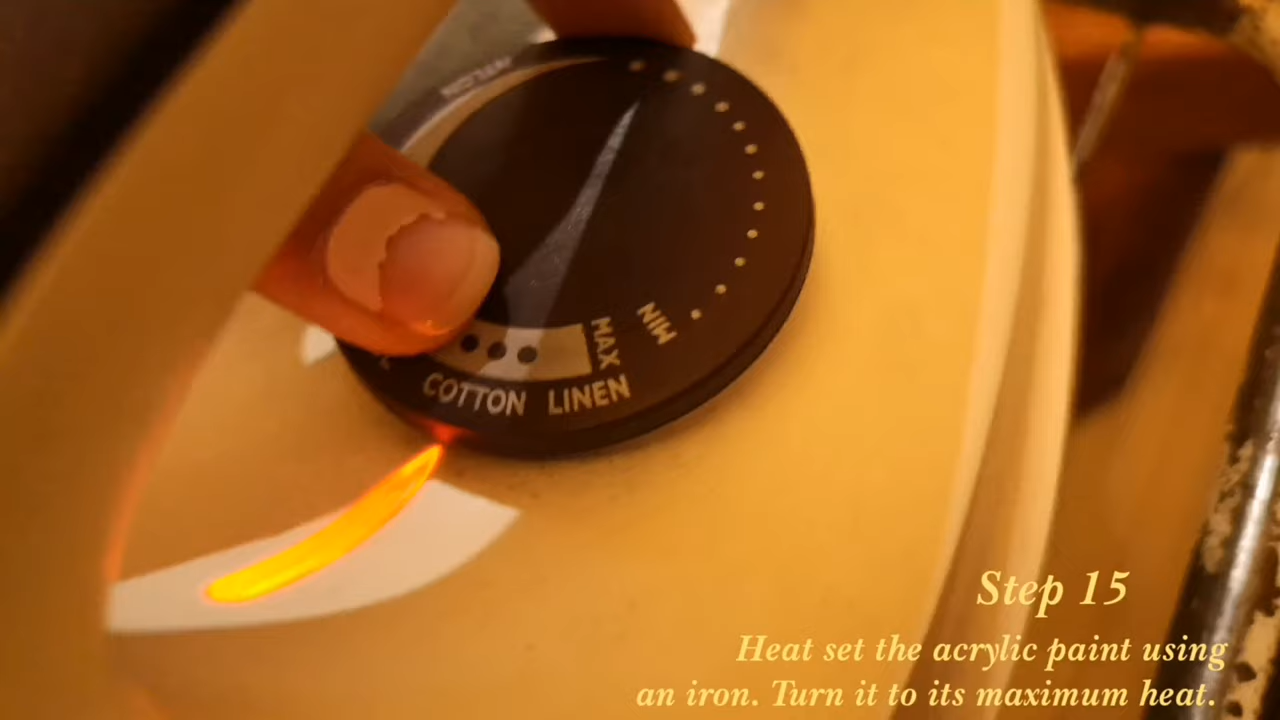 NYLON
MIN
MAX
COTTON LINEN
Step 15
Heat set the acrylic paint using
an iron. Turn it to its maximum heat.